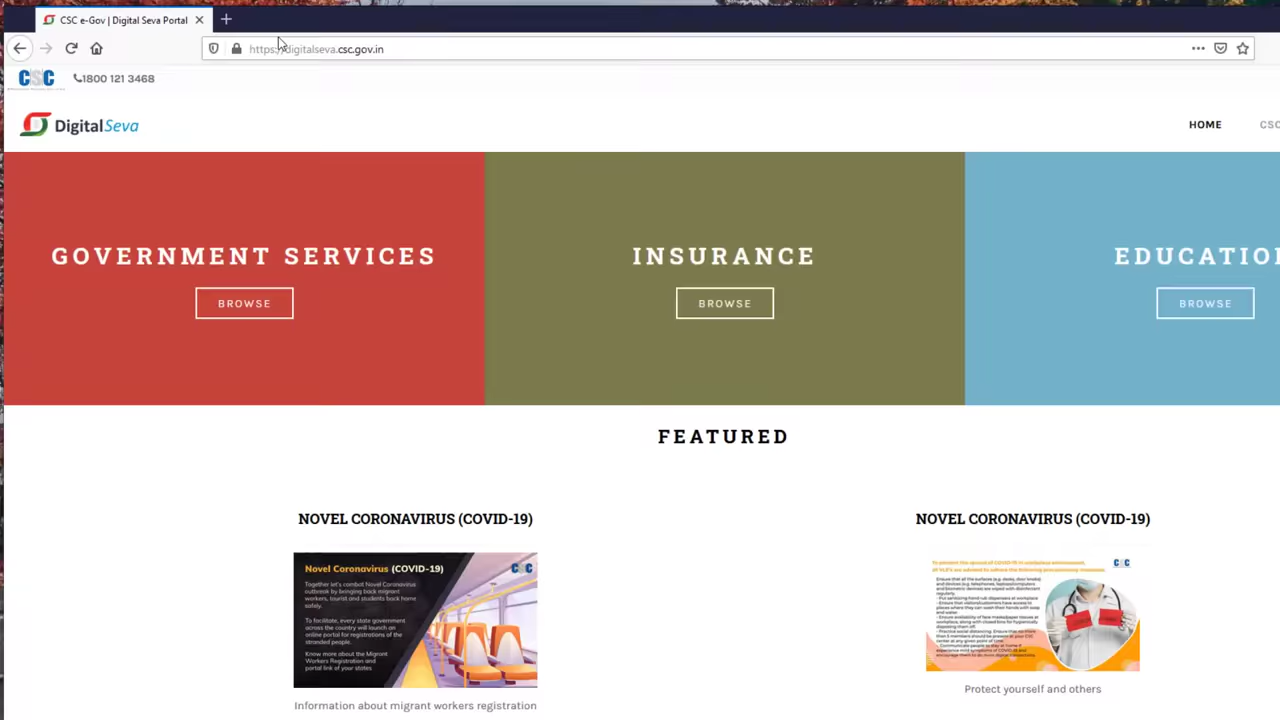 CSC e-Gov | Digital Seva Portal
https://digitalseva.csc.gov.in
CSC
1800 121 3468
DigitalSeva
HOME
CSC
GOVERNMENT SERVICES
INSURANCE
BROWSE
BROWSE
BROWSE
FEATURED
NOVEL CORONAVIRUS (COVID-19)
NOVEL CORONAVIRUS (COVID-19)
Novel Coronavirus (COVID-19)
CSC
Together let's combat Novel Coronavirus
outbreak by bringing back migrant
workers, tourist and students back home
safely.
To facilitate, every state government
across the country will launch an
online portal for registrations of the
stranded people.
Know more about the Migrant
Workers Registration and
portal link of your states
CSC
Information about migrant workers registration
Protect yourself and others